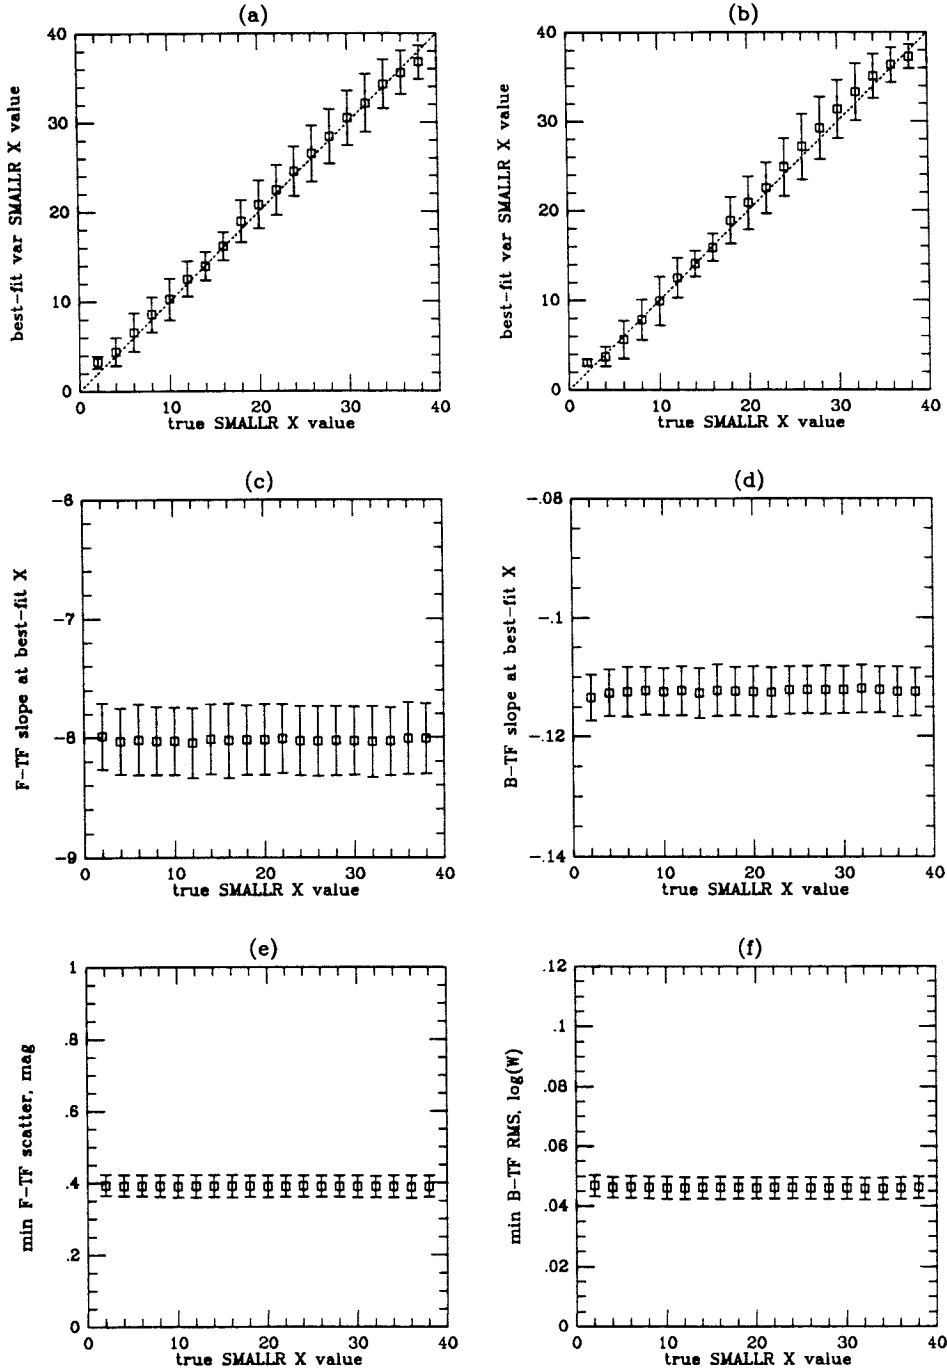 (a)
best-fit var SMALLR X value
40
30
20
10
0
0 10 20 30 40
true SMALLR X value
(b)
best-fit var SMALLR X value
40
30
20
10
0
0 10 20 30 40
true SMALLR X value
(c)
F-TF slope at best-fit X
-6
-7
-8
-9
0 10 20 30 40
true SMALLR X value
(d)
B-TF slope at best-fit X
-.08
-.1
-.12
-.14
0 10 20 30 40
true SMALLR X value
(e)
min F-TF scatter, mag
1
.8
.6
.4
.2
0
0 10 20 30 40
true SMALLR X value
(f)
min B-TF RMS, log(W)
.12
.1
.08
.06
.04
.02
0
0 10 20 30 40
true SMALLR X value